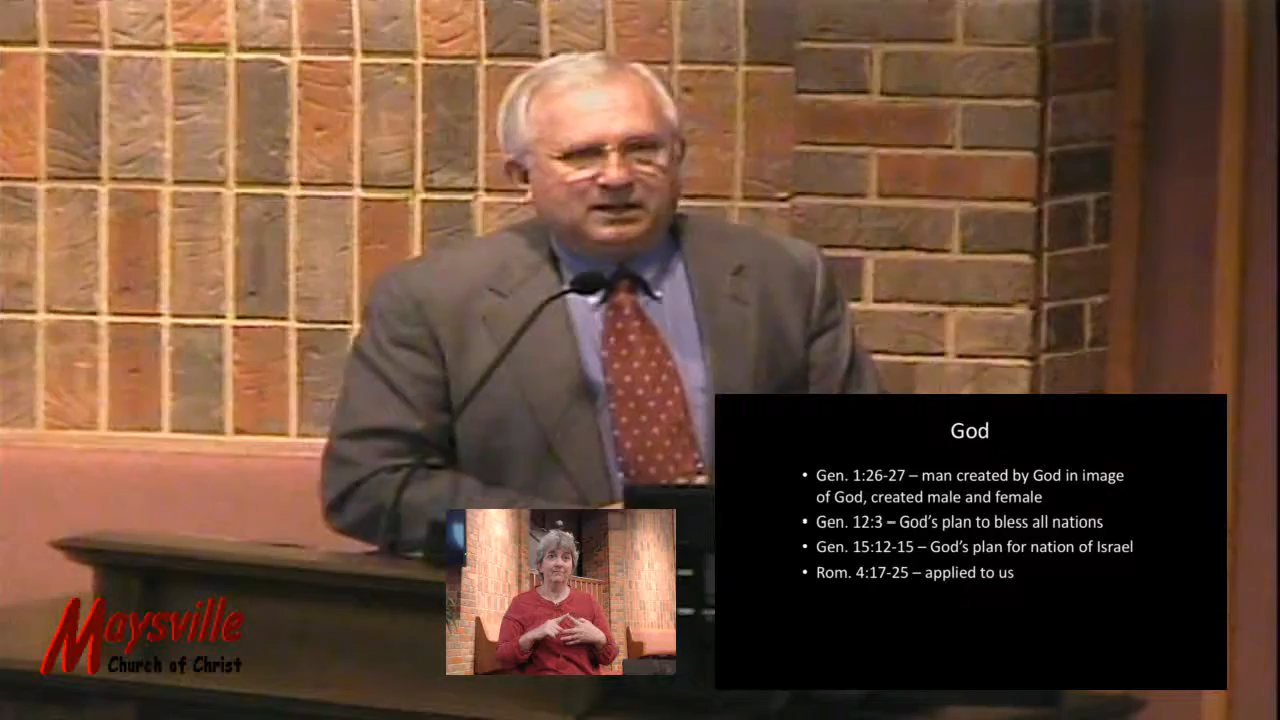 God
• Gen. 1:26-27 – man created by God in image
of God, created male and female
• Gen. 12:3 – God's plan to bless all nations
• Gen. 15:12-15 – God's plan for nation of Israel
• Rom. 4:17-25 – applied to us
Maysville
Church of Christ